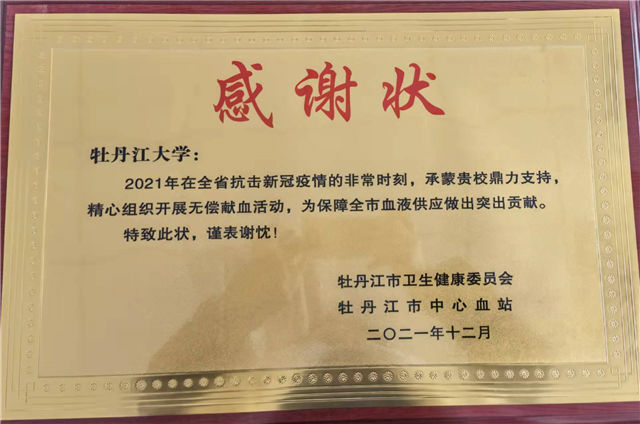 感谢状
牡丹江大学：
2021年在全省抗击新冠疫情的非常时刻，承蒙贵校鼎力支持，
精心组织开展无偿献血活动，为保障全市血液供应做出突出贡献。
特致此状，谨表谢忱！
牡丹江市卫生健康委员会
牡丹江市中心血站
二〇二一年十二月